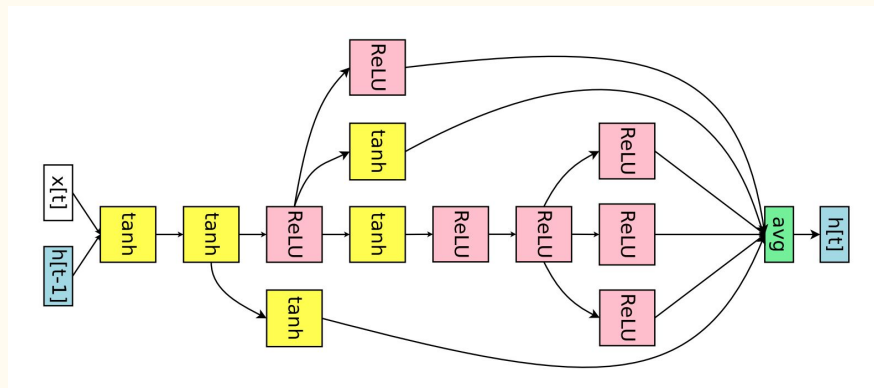 ReLU
tanh
ReLU
x[t]
tanh
tanh
ReLU
tanh
ReLU
ReLU
ReLU
avg
h[t]
h[t-1]
tanh
ReLU